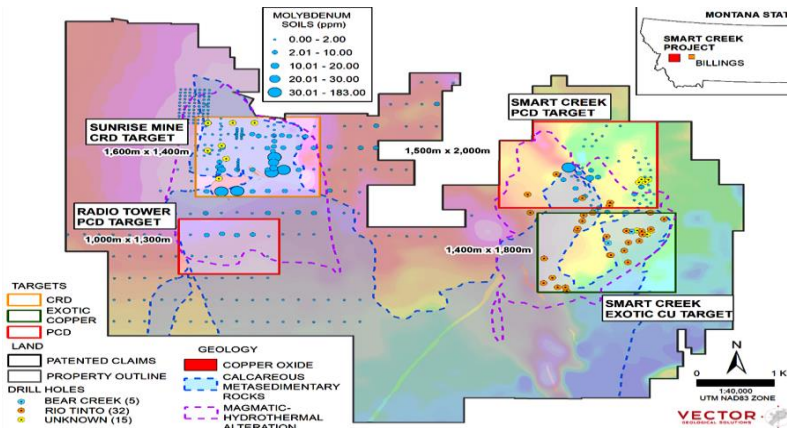 MOLYBDENUM
SOILS (ppm)
0.00 - 2.00
2.01 - 10.00
10.01 - 20.00
20.01 - 30.00
30.01 - 183.00
MONTANA STAT
SMART CREEK
PROJECT
BILLINGS
SUNRISE MINE
CRD TARGET
1,600m x 1,400m
SMART CREEK
PCD TARGET
1,500m x 2,000m
RADIO TOWER
PCD TARGET
1,000m x 1,300m
1,400m x 1,800m
SMART CREEK
EXOTIC CU TARGET
TARGETS
CRD
EXOTIC
COPPER
PCD
LAND
PATENTED CLAIMS
PROPERTY OUTLINE
DRILL HOLES
BEAR CREEK (5)
RIO TINTO (32)
UNKNOWN (15)
GEOLOGY
COPPER OXIDE
CALCAREOUS
METASEDIMENTARY
ROCKS
MAGMATIC-
HYDROTHERMAL
ALTERATION
N
0 1 K
1:40,000
UTM NAD83 ZONE
VECTOR
GEOLOGICAL SOLUTIONS